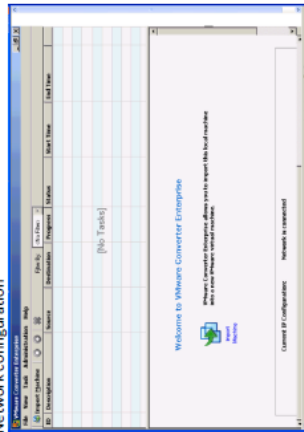 Network configuration
VMware Converter Enterprise
File View Task Administration Help
Import Machine Filter By: <No Filter>
ID Description Source Destination Progress Status Start Time End Time
[No Tasks]
Welcome to VMware Converter Enterprise
Import
Machine
VMware Converter Enterprise allows you to import this local machine
into a new VMware virtual machine.
Current IP Configuration: Network is connected